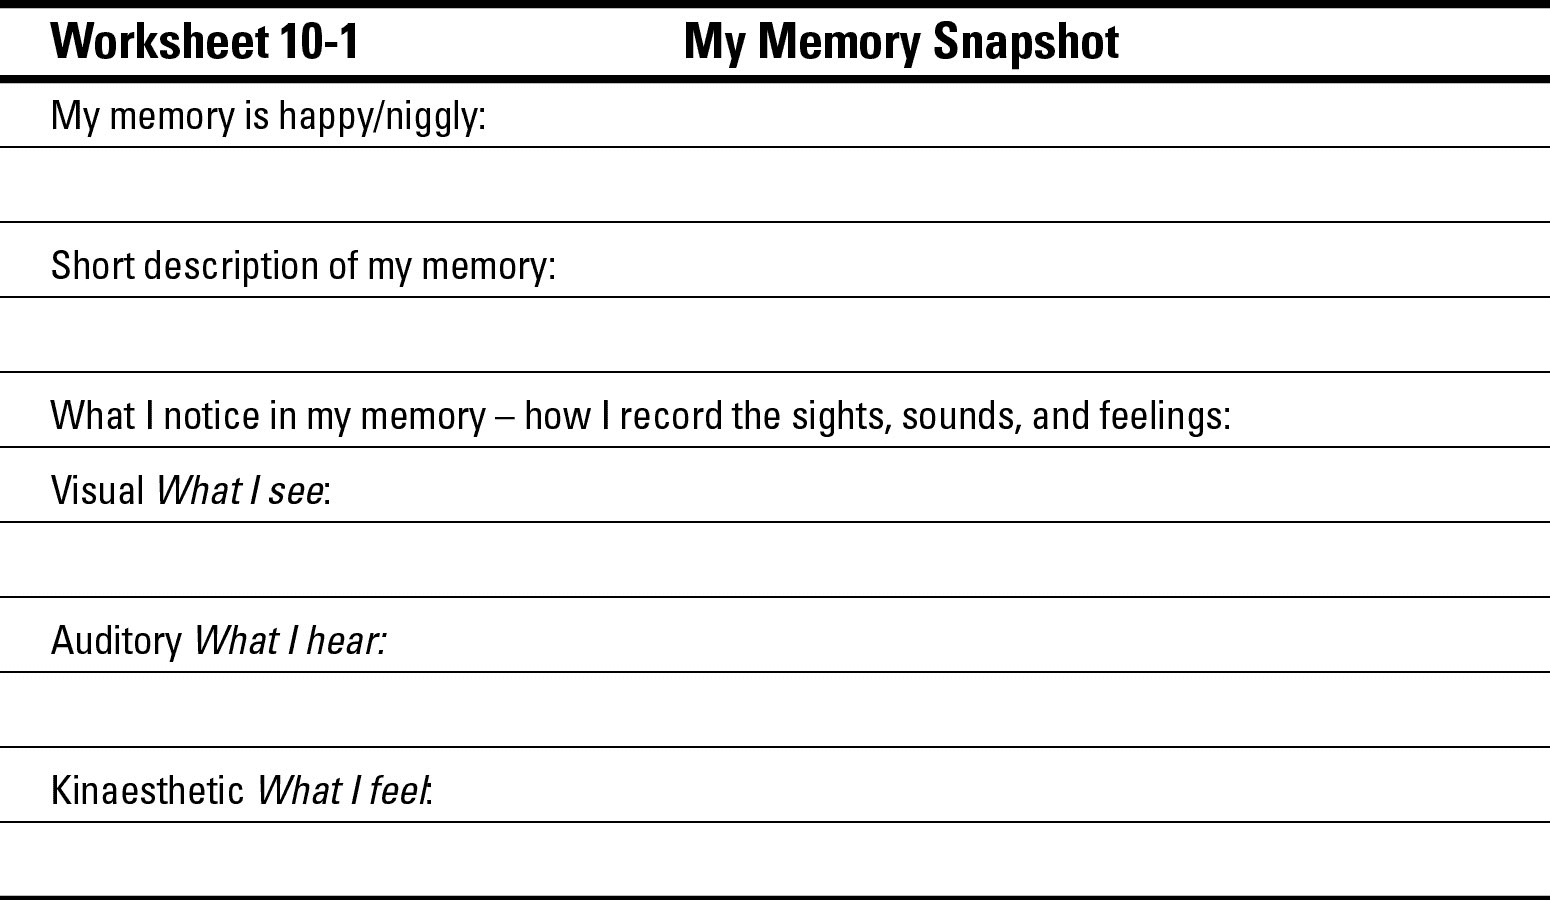 Worksheet 10-1 My Memory Snapshot
My memory is happy/niggly:
Short description of my memory:
What I notice in my memory – how I record the sights, sounds, and feelings:
Visual What I see:
Auditory What I hear:
Kinaesthetic What I feel: